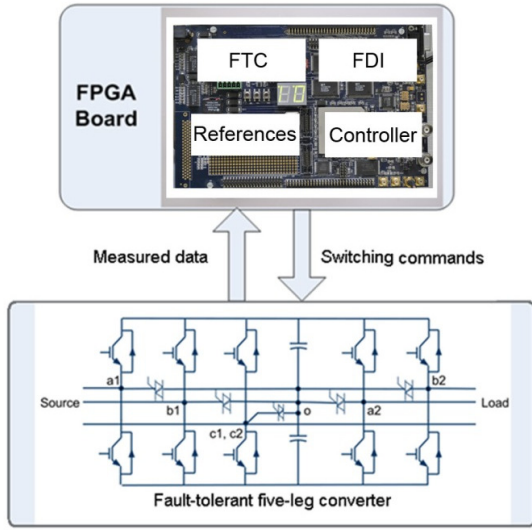 FPGA
Board
FTC
FDI
References
Controller
Measured data
Switching commands
a1
b2
Source
b1
o
a2
Load
c1, c2
Fault-tolerant five-leg converter